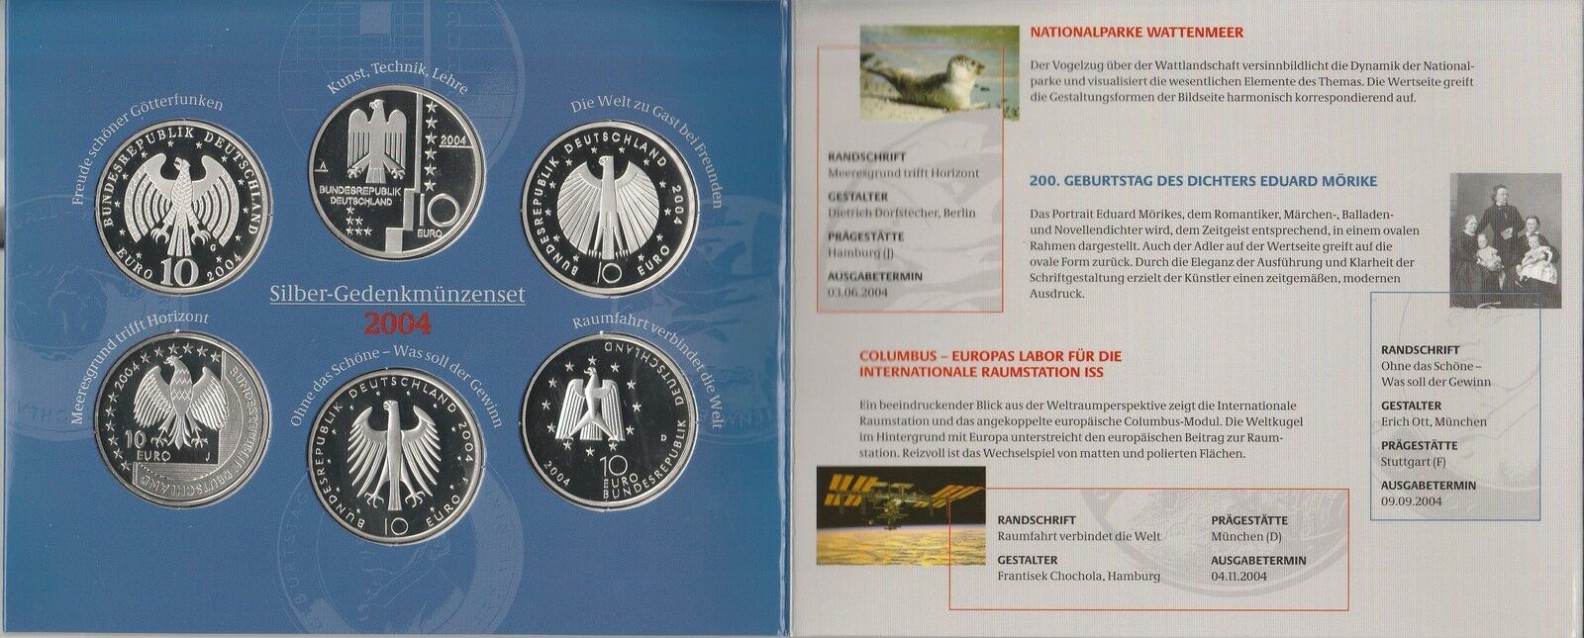 Freude schöner Götterfunken
BUNDESREPUBLIK DEUTSCHLAND
G
EURO 10 2004
Kunst, Technik, Lehre
2004
A
BUNDESREPUBLIK
DEUTSCHLAND
10
EURO
Die Welt zu Gast bei Freunden
BUNDESREPUBLIK DEUTSCHLAND 2004
10 EURO
Silber-Gedenkmünzenset
2004
Meeresgrund trifft Horizont
2004
10
EURO
J
BUNDESREPUBLIK DEUTSCHLAND
Ohne das Schöne – Was soll der Gewinn
BUNDESREPUBLIK DEUTSCHLAND 2004 F
10 EURO
Raumfahrt verbindet die Welt
DEUTSCHLAND
D
2004
10
EURO
BUNDESREPUBLIK
NATIONALPARKE WATTENMEER
Der Vogelzug über der Wattlandschaft versinnbildlicht die Dynamik der National-
parke und visualisiert die wesentlichen Elemente des Themas. Die Wertseite greift
die Gestaltungsformen der Bildseite harmonisch korrespondierend auf.
RANDSCHRIFT
Meeresgrund trifft Horizont
GESTALTER
Dietrich Dorfstecher, Berlin
PRÄGESTÄTTE
Hamburg (J)
AUSGABETERMIN
03.06.2004
200. GEBURTSTAG DES DICHTERS EDUARD MÖRIKE
Das Portrait Eduard Mörikes, dem Romantiker, Märchen-, Balladen-
und Novellendichter wird, dem Zeitgeist entsprechend, in einem ovalen
Rahmen dargestellt. Auch der Adler auf der Wertseite greift auf die
ovale Form zurück. Durch die Eleganz der Ausführung und Klarheit der
Schriftgestaltung erzielt der Künstler einen zeitgemäßen, modernen
Ausdruck.
RANDSCHRIFT
Ohne das Schöne –
Was soll der Gewinn
GESTALTER
Erich Ott, München
PRÄGESTÄTTE
Stuttgart (F)
AUSGABETERMIN
09.09.2004
COLUMBUS – EUROPAS LABOR FÜR DIE
INTERNATIONALE RAUMSTATION ISS
Ein beeindruckender Blick aus der Weltraumperspektive zeigt die Internationale
Raumstation und das angekoppelte europäische Columbus-Modul. Die Weltkugel
im Hintergrund mit Europa unterstreicht den europäischen Beitrag zur Raum-
station. Reizvoll ist das Wechselspiel von matten und polierten Flächen.
RANDSCHRIFT
Raumfahrt verbindet die Welt
GESTALTER
Frantisek Chochola, Hamburg
PRÄGESTÄTTE
München (D)
AUSGABETERMIN
04.11.2004